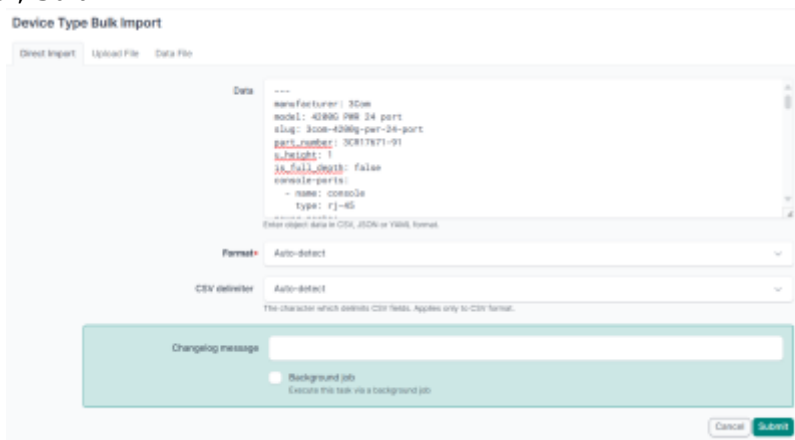 Device Type Bulk Import
Direct Import Upload File Data File
Data
---
manufacturer: 3Com
model: 4200G PWR 24 port
slug: 3com-4200g-pwr-24-port
part_number: 3CR17671-91
u_height: 1
is_full_depth: false
console-ports:
- name: console
type: rj-45
Enter object data in CSV, JSON or YAML format.
Format* Auto-detect
CSV delimiter Auto-detect
The character which delimits CSV fields. Applies only to CSV format.
Changelog message
Background job
Execute this task via a background job
Cancel Submit